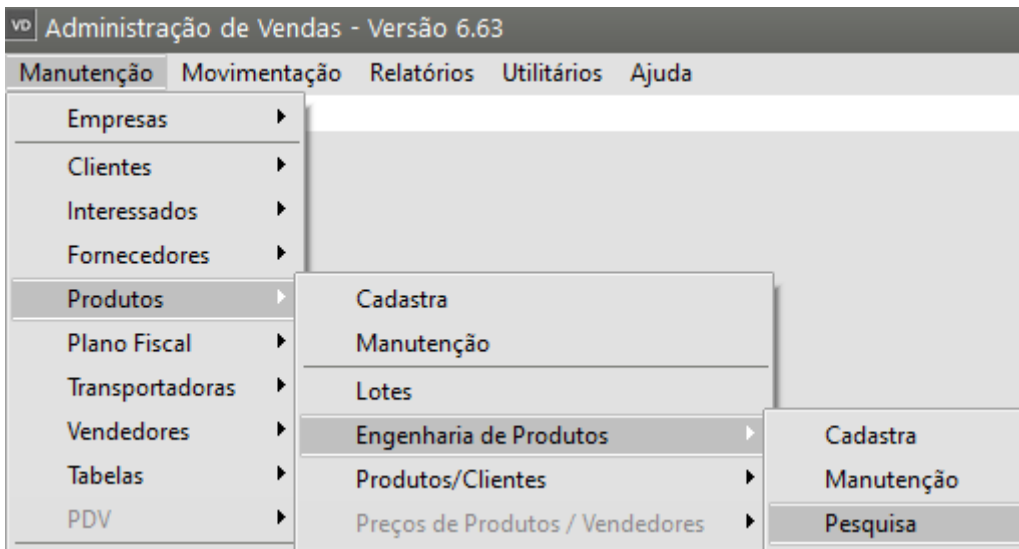 VD Administração de Vendas - Versão 6.63
Manutenção Movimentação Relatórios Utilitários Ajuda
Empresas
Clientes
Interessados
Fornecedores
Produtos
Plano Fiscal
Transportadoras
Vendedores
Tabelas
PDV
Cadastra
Manutenção
Lotes
Engenharia de Produtos
Produtos/Clientes
Preços de Produtos / Vendedores
Cadastra
Manutenção
Pesquisa